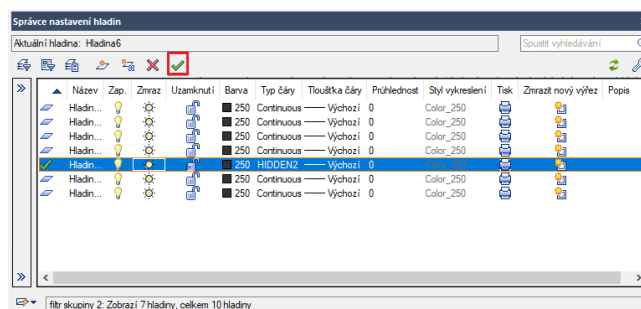 Správce nastavení hladin
Aktuální hladina: Hladina6
Spustit vyhledávání
Název Zap. Zmraz Uzamknutí Barva Typ čáry Tloušťka čáry Průhlednost Styl vykreslení Tisk Zmrazit nový výřez Popis
Hladin... 250 Continuous Výchozí 0 Color_250
Hladin... 250 Continuous Výchozí 0 Color_250
Hladin... 250 Continuous Výchozí 0 Color_250
Hladin... 250 Continuous Výchozí 0 Color_250
Hladin... 250 HIDDEN2 Výchozí 0 Color_250
Hladin... 250 Continuous Výchozí 0 Color_250
Hladin... 250 Continuous Výchozí 0 Color_250
filtr skupiny 2: Zobrazí 7 hladiny, celkem 10 hladiny